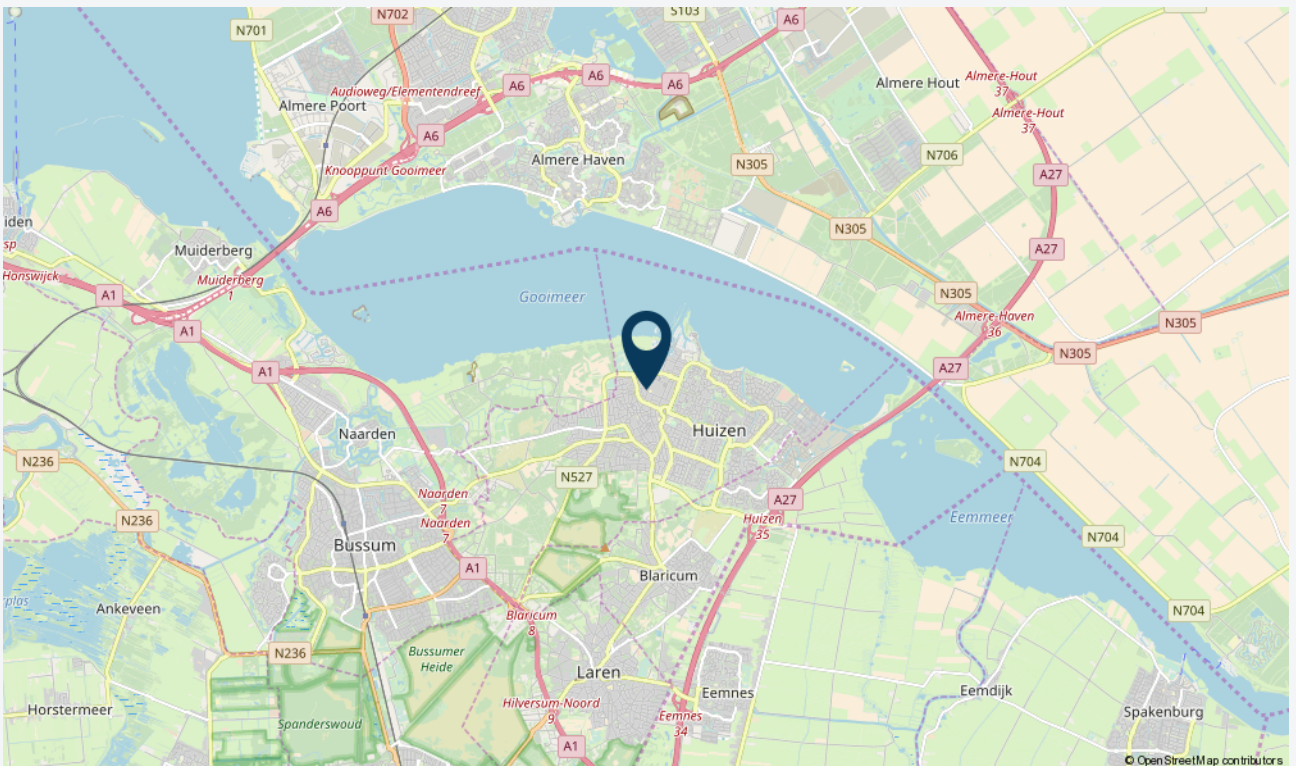 N702
S103
A6
N701
A6
A6
A6
Almere-Hout
37
Almere Hout
Audioweg/Elementendreef
Almere Poort
Almere-Hout
37
A6
N706
Almere Haven
N305
Knooppunt Gooimeer
A27
A6
iden
N305
sp
Muiderberg
A27
Honswijck
Muiderberg
1
A1
Gooimeer
N305
Almere-Haven
36
N305
A1
N305
A1
A27
Naarden
Huizen
N236
N527
N704
Naarden
7
A27
N236
Naarden
7
Huizen
35
Eemmeer
N704
Bussum
A1
Blaricum
plas
Ankeveen
Blaricum
8
N704
N236
Bussumer
Heide
Laren
Eemnes
Eemdijk
Horstermeer
Hilversum-Noord
9
Spanderswoud
Eemnes
34
Spakenburg
A1
© OpenStreetMap contributors